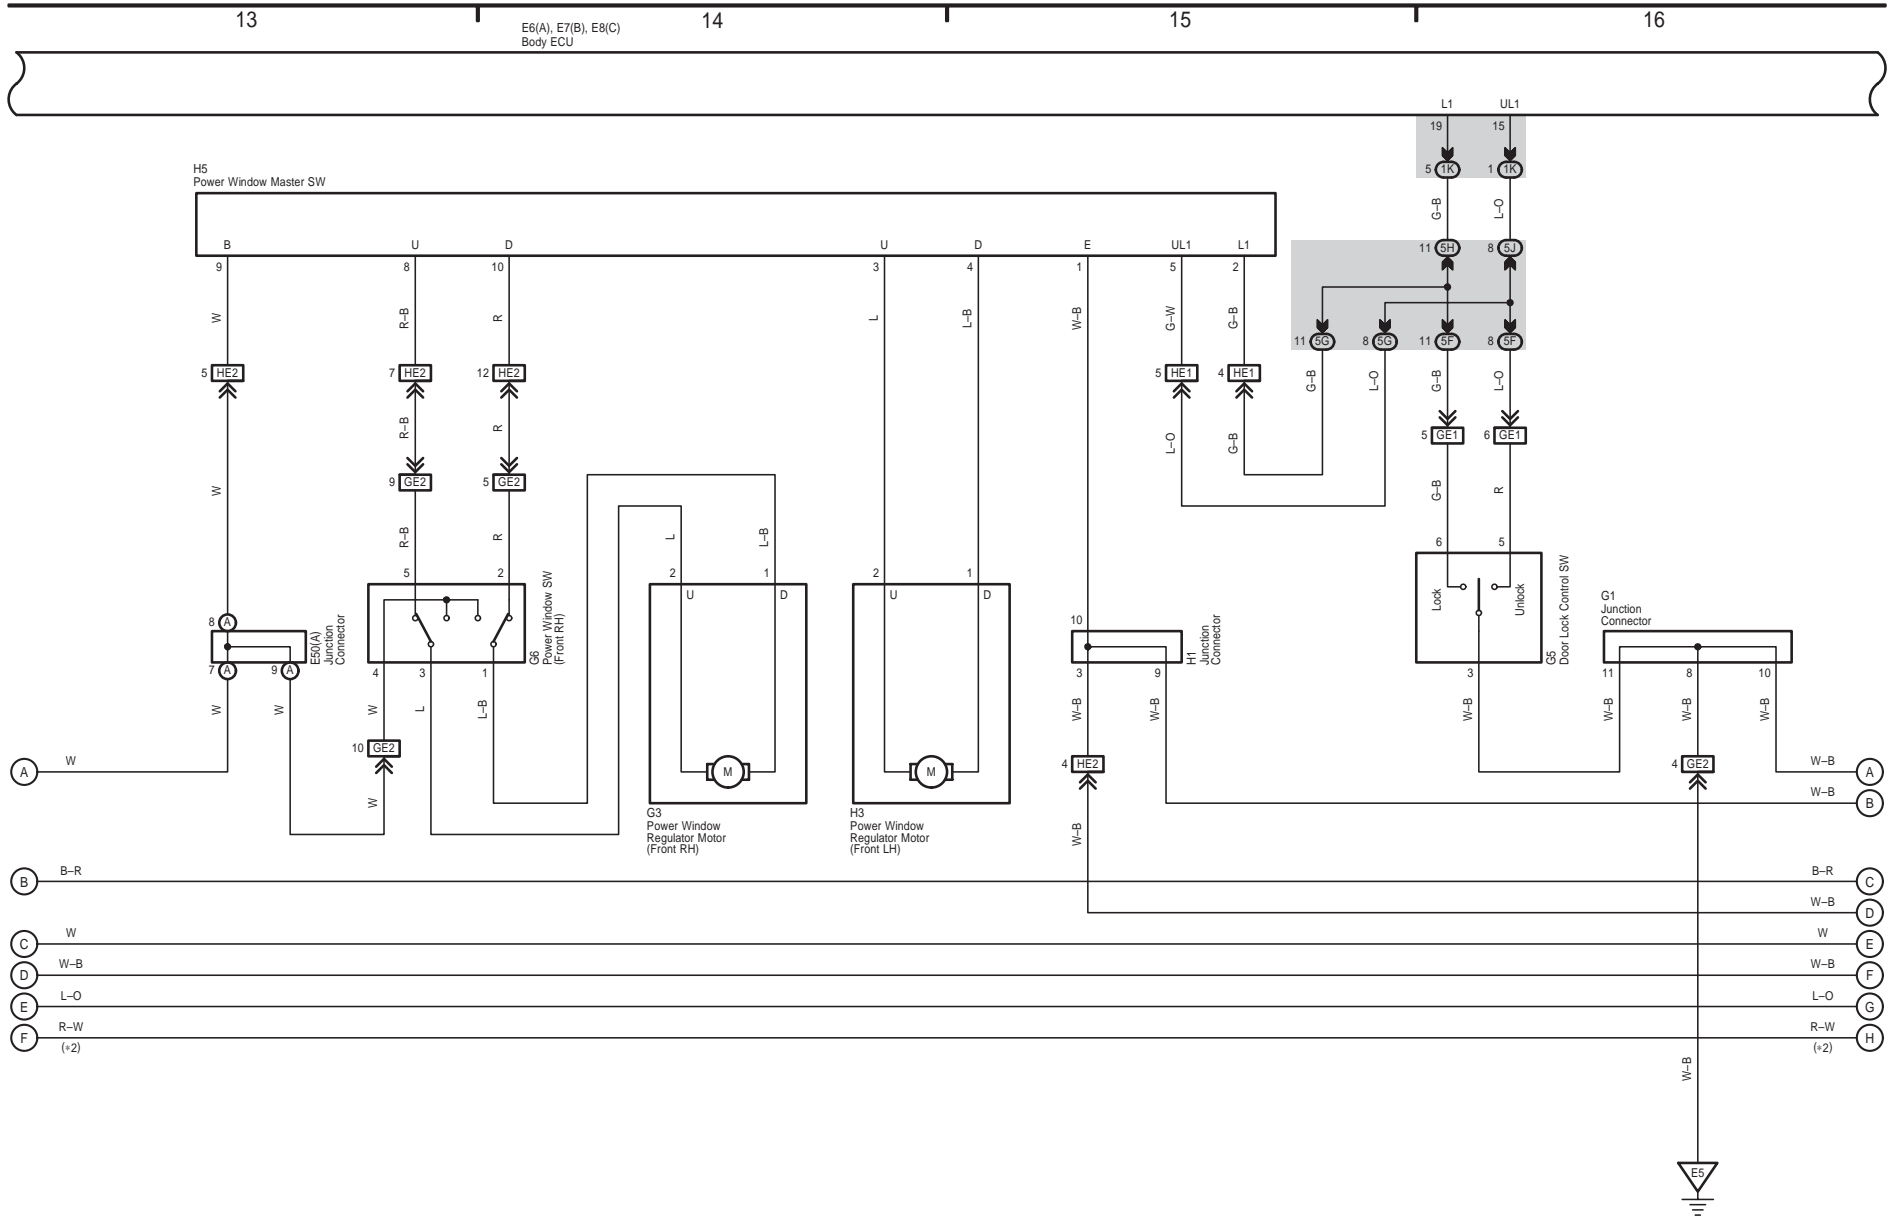 13
14
15
16
E6(A), E7(B), E8(C)
Body ECU
L1 UL1
19 15
5 1K 1 1K
H5
Power Window Master SW
G–B L–O
B U D U D E UL1 L1
11 5H 8 5J
9 8 10 3 4 1 5 2
W R–B R L L–B W–B G–W G–B
11 5G 8 5G 11 5F 8 5F
5 HE2 7 HE2 12 HE2 5 HE1 4 HE1
G–B L–O G–B L–O
R–B R L–O G–B
5 GE1 6 GE1
W 9 GE2 5 GE2 G–B R
R–B R L L–B
6 5
5 2 2 1 2 1
U D U D
Lock Unlock
G5
Door Lock Control SW
G1
Junction
Connector
8 A
E50(A)
Junction
Connector
G6
Power Window SW
(Front RH)
10
H1
Junction
Connector
7 A 9 A 4 3 1 3 9 3 11 8 10
W W W L L–B W–B W–B W–B W–B W–B W–B
10 GE2
M M
4 HE2 4 GE2
A W W–B A
W W–B B
G3
Power Window
Regulator Motor
(Front RH)
H3
Power Window
Regulator Motor
(Front LH)
W–B
B B–R B–R C
W–B D
C W W E
D W–B W–B F
E L–O L–O G
F R–W R–W H
(*2) (*2)
W–B
E5